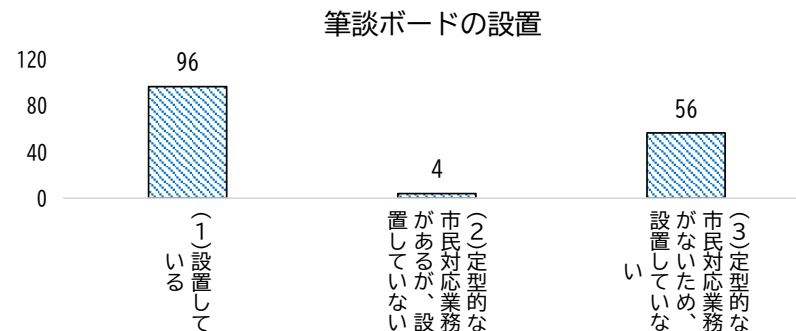 筆談ボードの設置
120
80
40
0
96
4
56
（1）設置して
いる
（2）定型的な
市民対応業務
があるが、設
置していない
（3）定型的な
市民対応業務
がないため、
設置していな
い